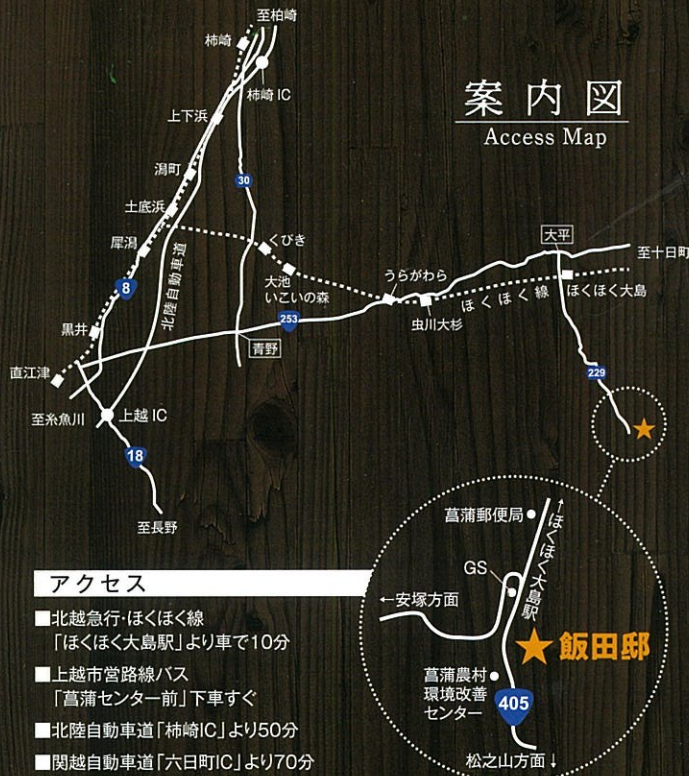 至柏崎
柿崎
柿崎IC
案内図
Access Map
上下浜
潟町
30
土底浜
大平
至十日町
犀潟
くびき
北陸自動車道
大池
いこいの森
うらがわら
ほくほく線
ほくほく大島
8
虫川大杉
253
黒井
青野
直江津
229
至糸魚川
上越IC
18
至長野
菖蒲郵便局
↑ほくほく大島駅
GS
←安塚方面
飯田邸
菖蒲農村
環境改善
センター
405
松之山方面↓
アクセス
■北越急行・ほくほく線
「ほくほく大島駅」より車で10分
■上越市営路線バス
「菖蒲センター前」下車すぐ
■北陸自動車道「柿崎IC」より50分
■関越自動車道「六日町IC」より70分